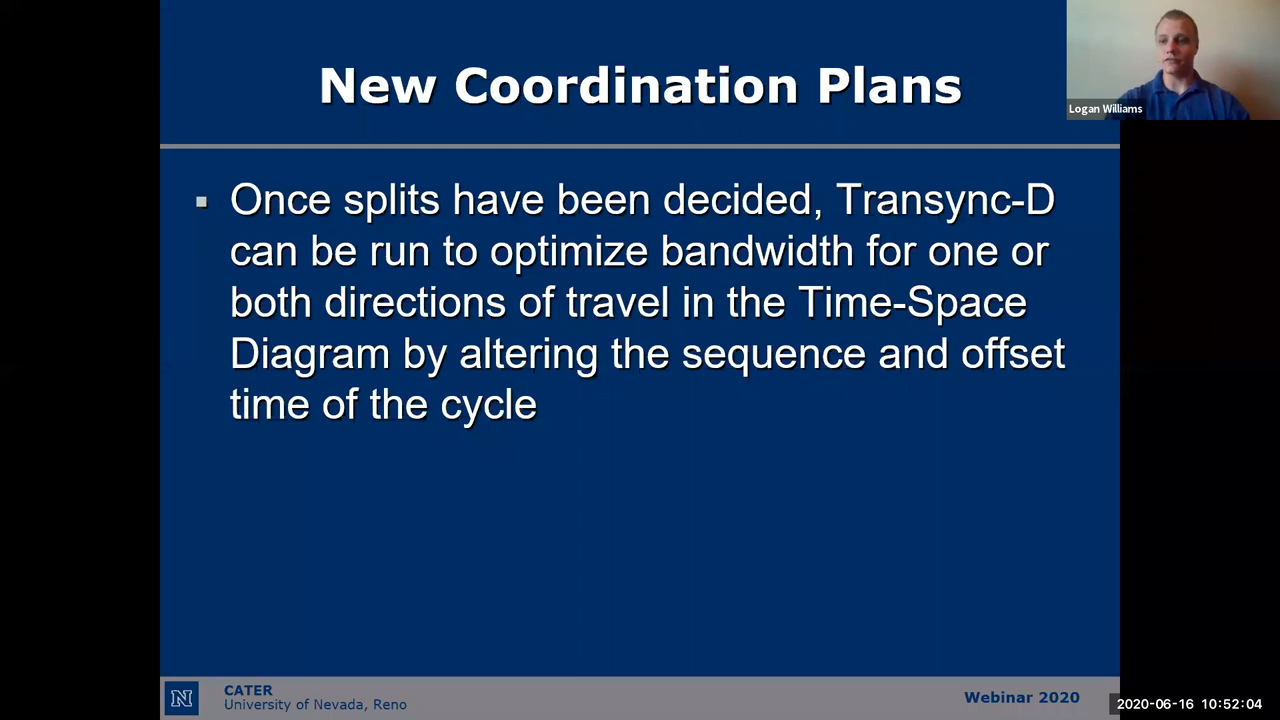 New Coordination Plans
Logan Williams
▪ Once splits have been decided, Transync-D
can be run to optimize bandwidth for one or
both directions of travel in the Time-Space
Diagram by altering the sequence and offset
time of the cycle
N
CATER
University of Nevada, Reno
Webinar 2020
2020-06-16 10:52:04